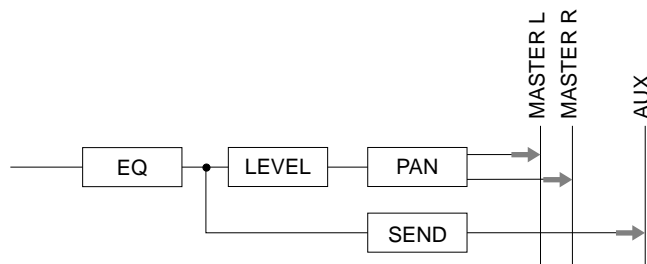 MASTER L
MASTER R
AUX
EQ
LEVEL
PAN
SEND